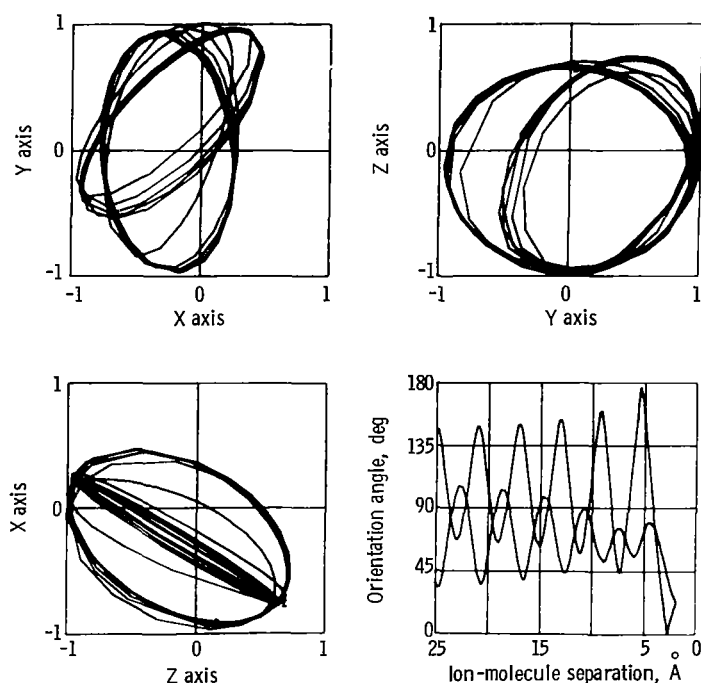 1
Y axis
0
-1
-1 0 1
X axis
1
Z axis
0
-1
-1 0 1
Y axis
1
X axis
0
-1
-1 0 1
Z axis
180
135
Orientation angle, deg
90
45
0
25 15 5 0
Ion-molecule separation, Å